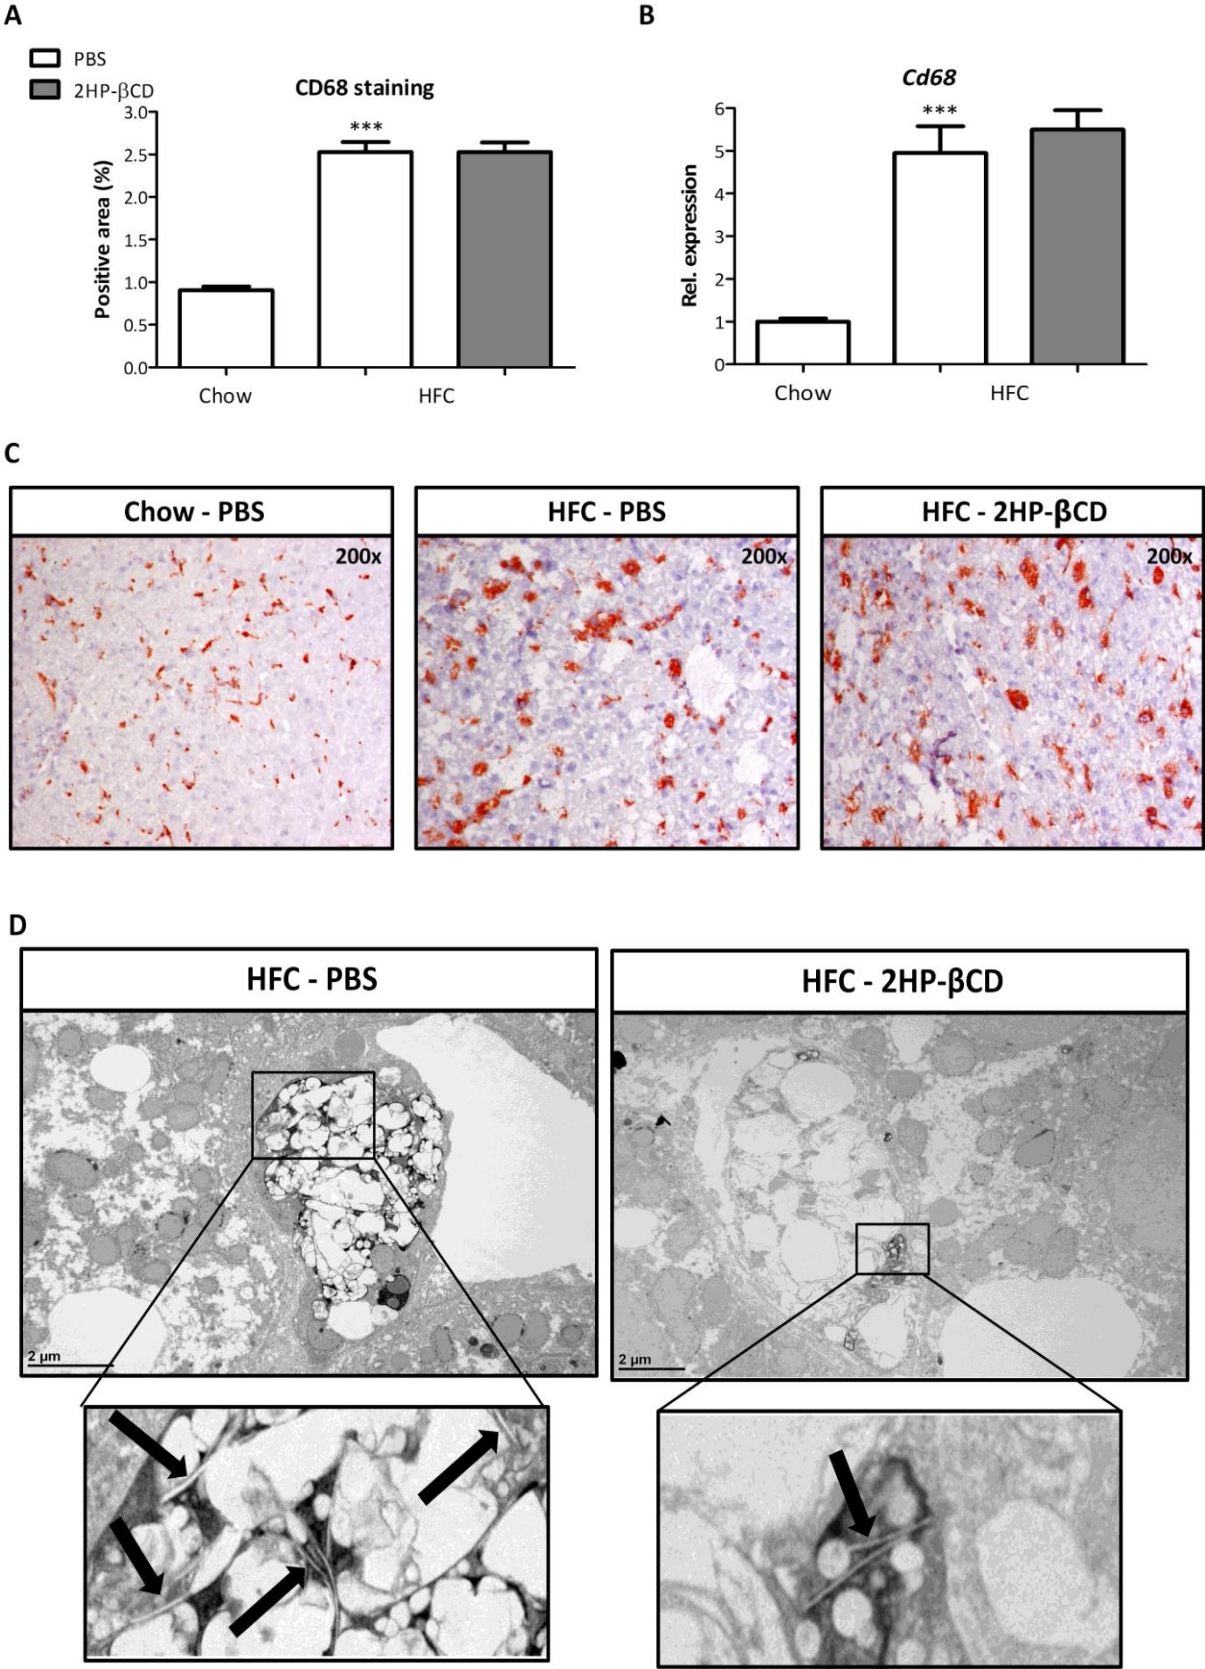 A
PBS
2HP-βCD
CD68 staining
***
Positive area (%)
3.0
2.5
2.0
1.5
1.0
0.5
0.0
Chow
HFC
B
Cd68
***
Rel. expression
6
5
4
3
2
1
0
Chow
HFC
C
Chow - PBS
200x
HFC - PBS
200x
HFC - 2HP-βCD
200x
D
HFC - PBS
2 µm
HFC - 2HP-βCD
2 µm